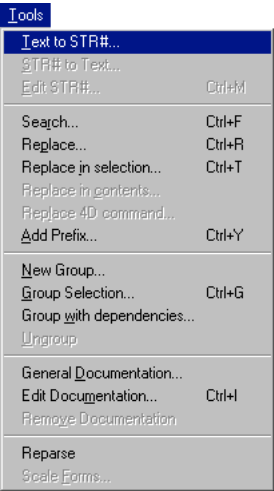 Tools
Text to STR#...
STR# to Text...
Edit STR#... Ctrl+M
Search... Ctrl+F
Replace... Ctrl+R
Replace in selection... Ctrl+T
Replace in contents...
Replace 4D command...
Add Prefix... Ctrl+Y
New Group...
Group Selection... Ctrl+G
Group with dependencies...
Ungroup
General Documentation...
Edit Documentation... Ctrl+I
Remove Documentation
Reparse
Scale Forms...